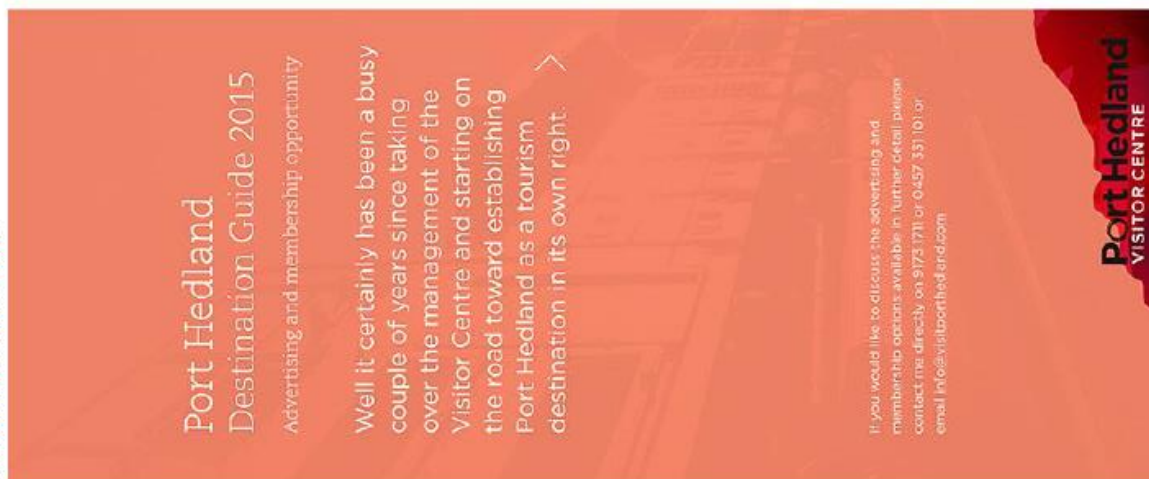 Port Hedland
Destination Guide 2015
Advertising and membership opportunity
Well it certainly has been a busy
couple of years since taking
over the management of the
Visitor Centre and starting on
the road toward establishing
Port Hedland as a tourism
destination in its own right.
If you would like to discuss the advertising and
membership options available in further detail please
contact me directly on 9173 1711 or 0457 331 101 or
email info@visitporthedland.com
Port Hedland
VISITOR CENTRE